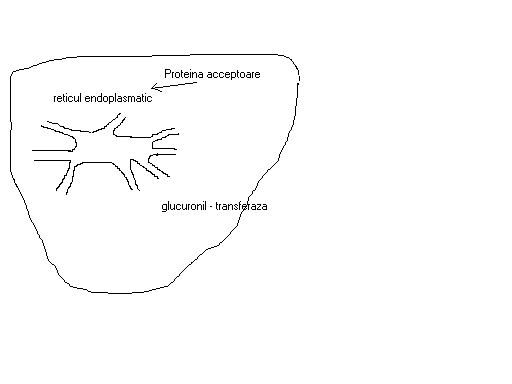 Proteina acceptoare
reticul endoplasmatic
glucuronil - transferaza